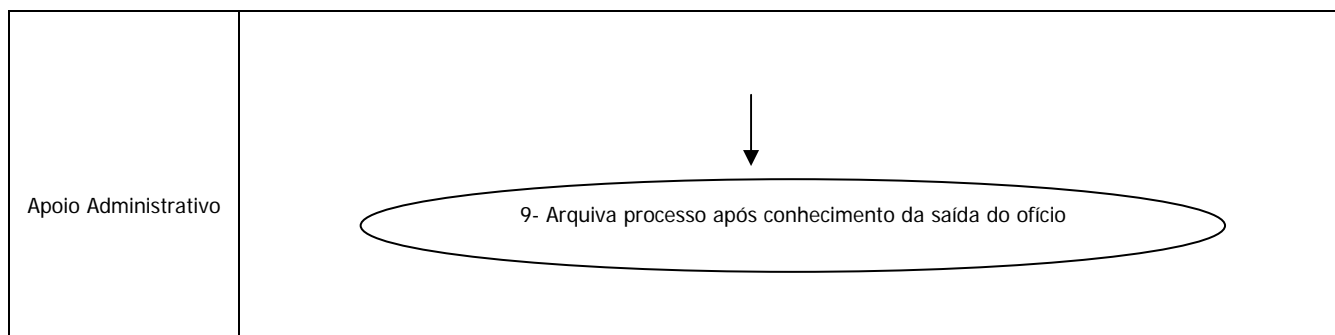 Apoio Administrativo
9- Arquiva processo após conhecimento da saída do ofício